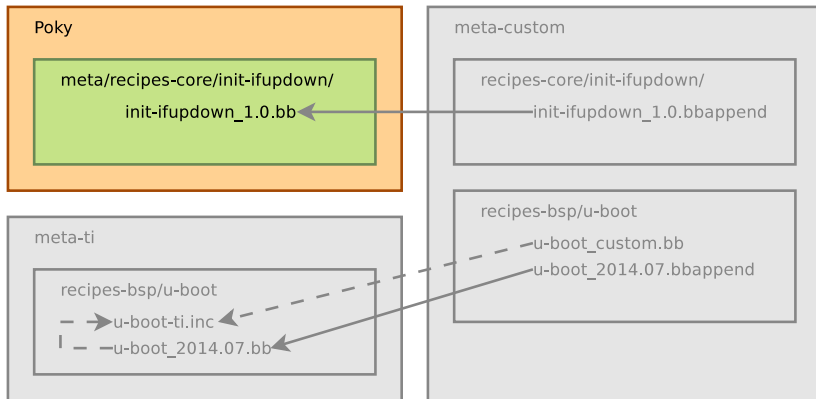 Poky
meta/recipes-core/init-ifupdown/
init-ifupdown_1.0.bb
meta-ti
recipes-bsp/u-boot
u-boot-ti.inc
u-boot_2014.07.bb
meta-custom
recipes-core/init-ifupdown/
init-ifupdown_1.0.bbappend
recipes-bsp/u-boot
u-boot_custom.bb
u-boot_2014.07.bbappend